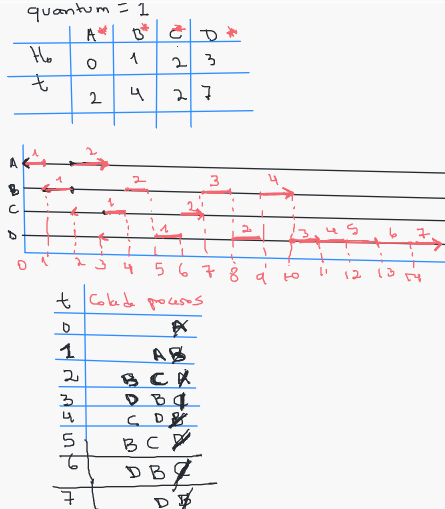 quantum = 1
A* B* C* D *
H₀ 0 1 2 3
t 2 4 2 7
1 2
A
1 2 3 4
B
1 2
C
1 2 3 4 5 6 7
D
0 1 2 3 4 5 6 7 8 9 10 11 12 13 14
t Cola de procesos
0 A
1 A B
2 B C A
3 D B C
4 C D B
5 B C D
6 D B C
7 D B